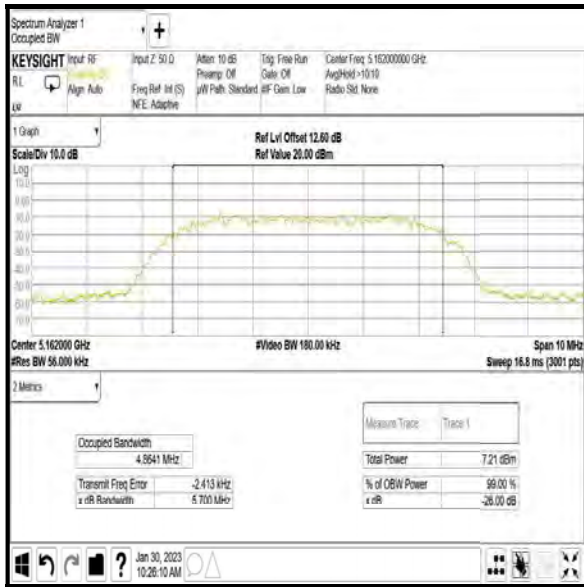 Spectrum Analyzer 1
Occupied BW
+
KEYSIGHT Input: RF Input Z: 50 Ω Atten: 10 dB Trig: Free Run Center Freq: 5.162000000 GHz
Preamp: Off Gate: Off Avg|Hold >10/10
Align: Auto Freq Ref: Int (S) µW Path: Standard #IF Gain: Low Radio Std: None
NFE: Adaptive
1 Graph
Ref Lvl Offset 12.60 dB
Scale/Div 10.0 dB Ref Value 20.00 dBm
Log
Center 5.162000 GHz #Video BW 180.00 kHz Span 10 MHz
#Res BW 56.000 kHz Sweep 16.8 ms (3001 pts)
2 Metrics
Measure Trace Trace 1
Occupied Bandwidth
4.8641 MHz
Total Power 7.21 dBm
Transmit Freq Error -2.413 kHz % of OBW Power 99.00 %
x dB Bandwidth 5.700 MHz x dB -26.00 dB
? Jan 30, 2023
10:26:10 AM